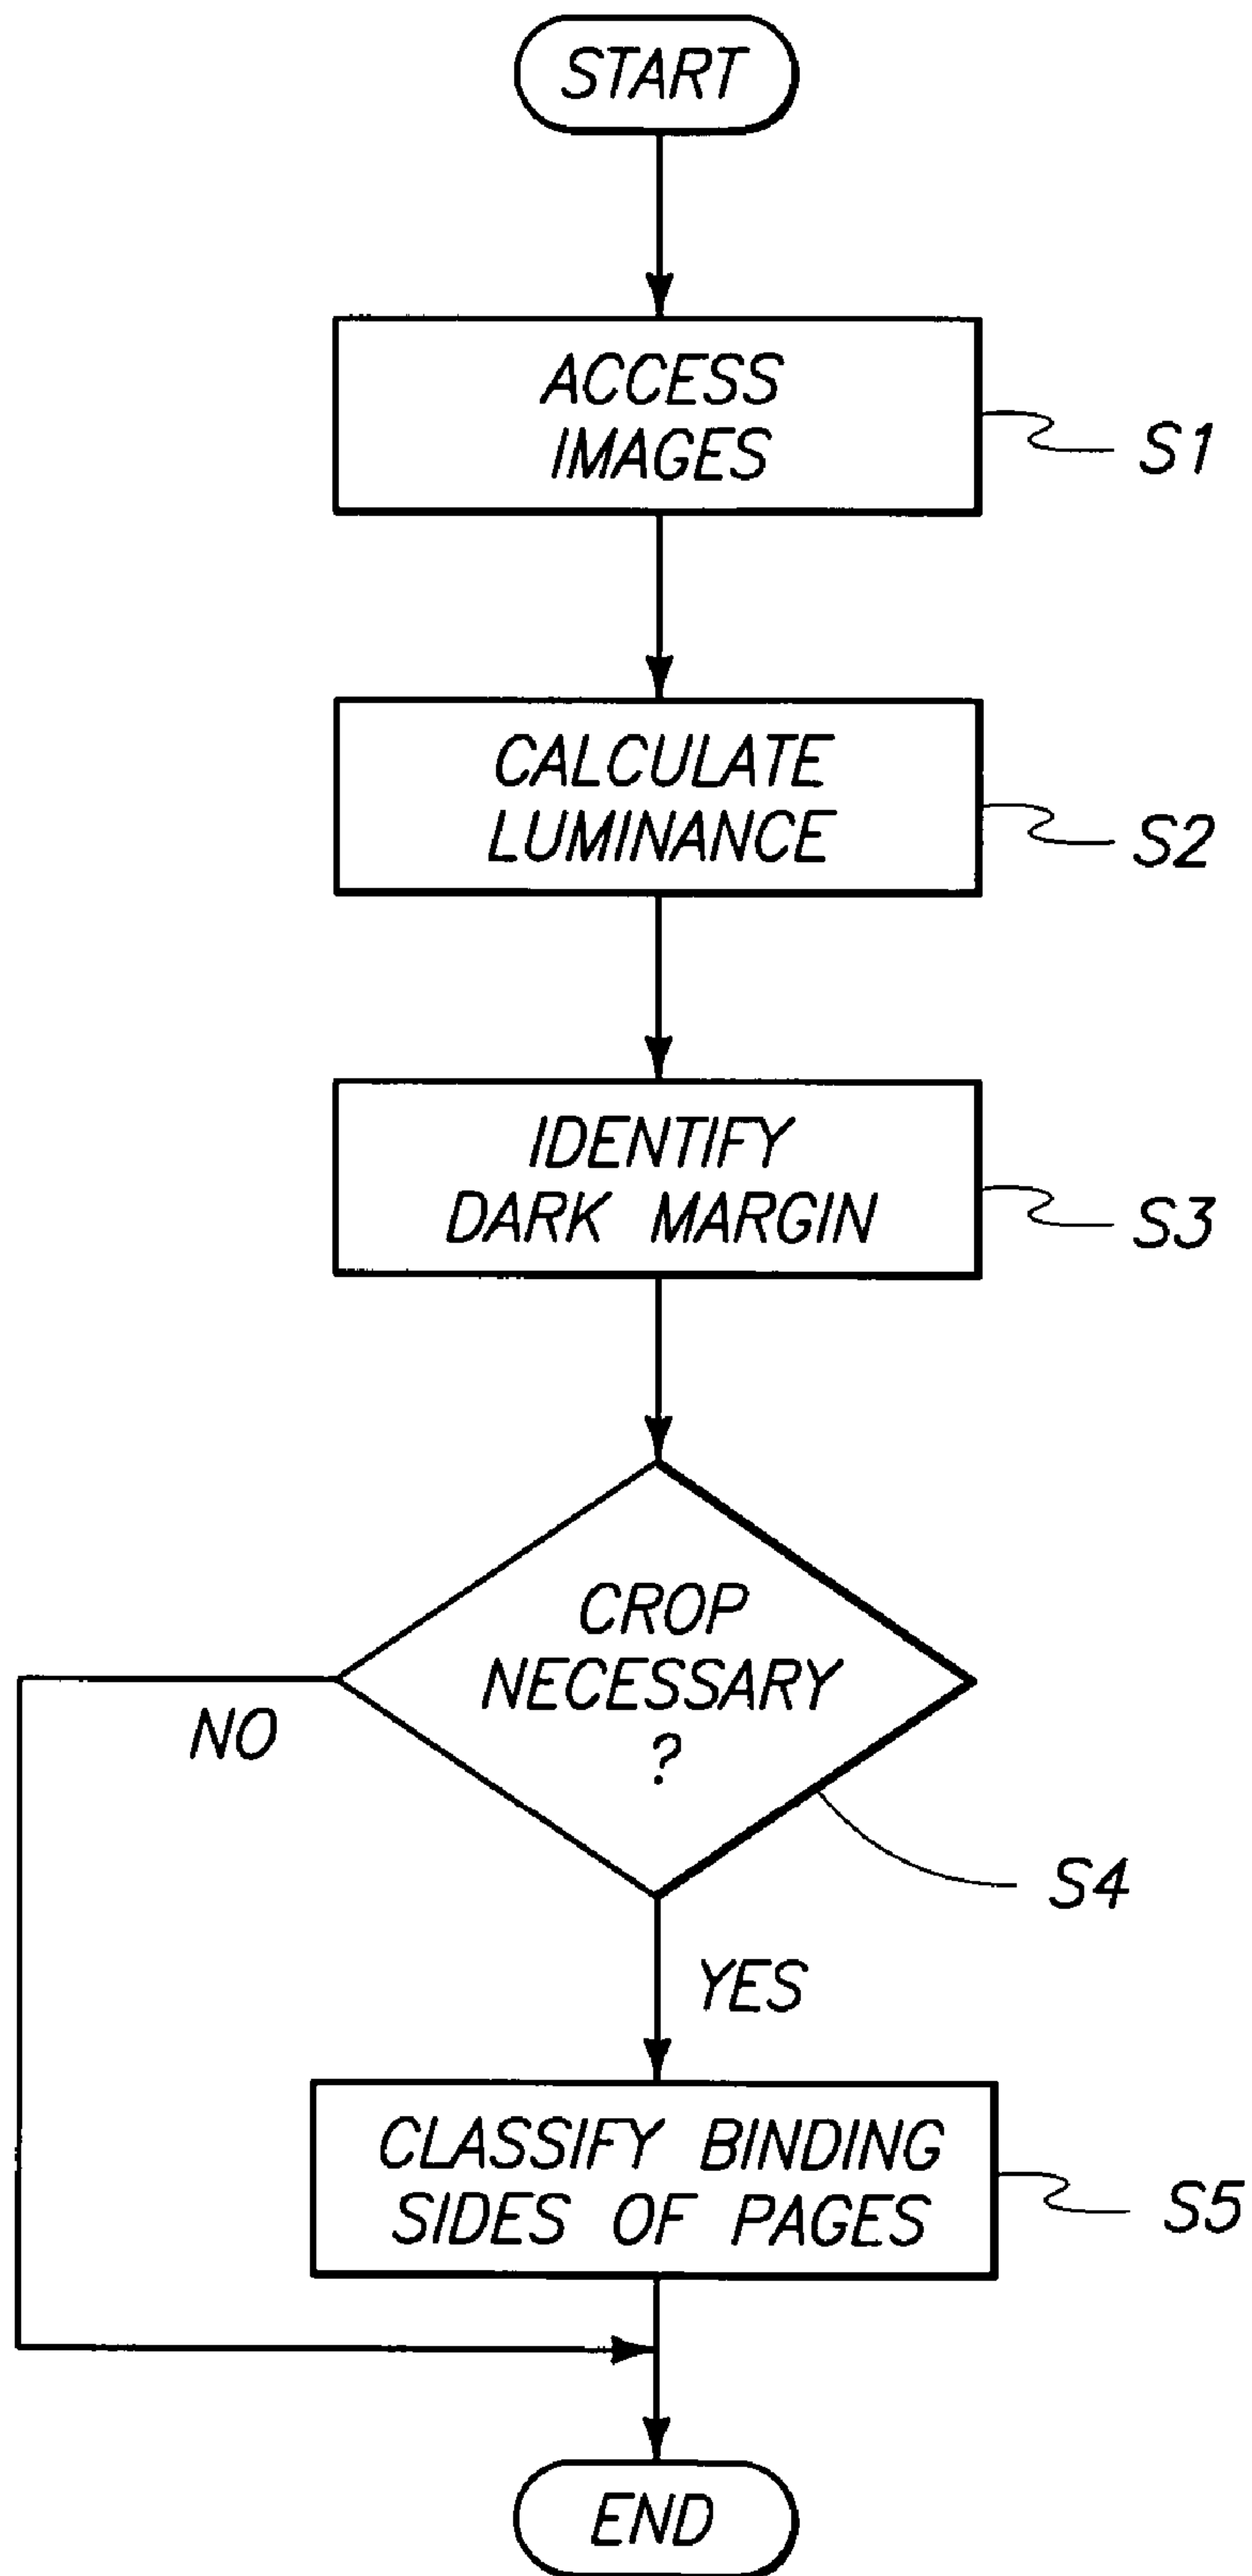 START
ACCESS
IMAGES
S1
CALCULATE
LUMINANCE
S2
IDENTIFY
DARK MARGIN
S3
CROP
NECESSARY
?
NO
S4
YES
CLASSIFY BINDING
SIDES OF PAGES
S5
END